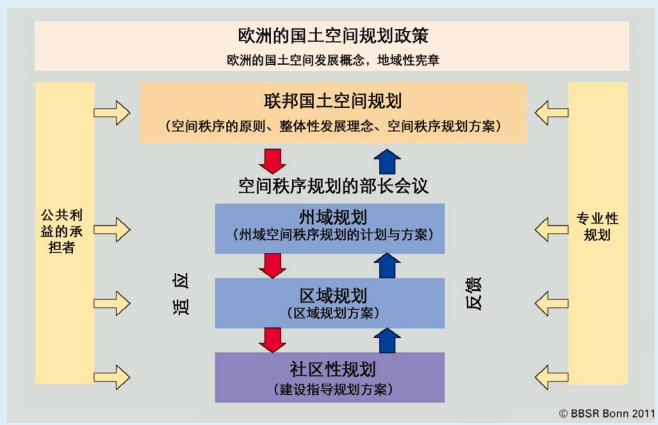 欧洲的国土空间规划政策
欧洲的国土空间发展概念，地域性宪章
联邦国土空间规划
（空间秩序的原则、整体性发展理念、空间秩序规划方案）
空间秩序规划的部长会议
公共利
益的承
担者
州域规划
（州域空间秩序规划的计划与方案）
专业性
规划
适应
区域规划
（区域规划方案）
反馈
社区性规划
（建设指导规划方案）
© BBSR Bonn 2011